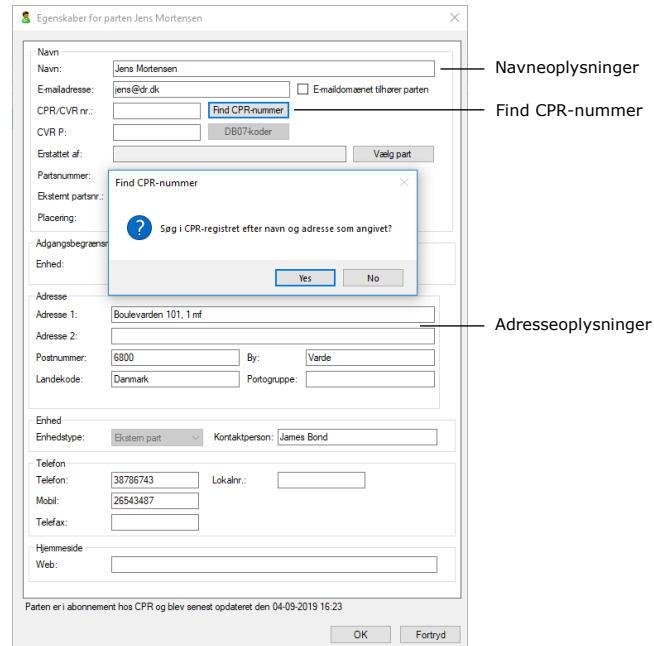 Egenskaber for parten Jens Mortensen
Navn
Navn: Jens Mortensen
Navneoplysninger
E-mailadresse: jens@dr.dk E-maildomænet tilhører parten
CPR/CVR nr.: Find CPR-nummer
Find CPR-nummer
CVR P: DB07-koder
Erstattet af: Vælg part
Partsnummer:
Eksternt partsnr.:
Placering:
Find CPR-nummer
Søg i CPR-registret efter navn og adresse som angivet?
Yes No
Adgangsbegrænsn
Enhed:
Adresse
Adresse 1: Boulevarden 101, 1 mf
Adresseoplysninger
Adresse 2:
Postnummer: 6800 By: Varde
Landekode: Danmark Portogruppe:
Enhed
Enhedstype: Ekstern part Kontaktperson: James Bond
Telefon
Telefon: 38786743 Lokalnr.:
Mobil: 26543487
Telefax:
Hjemmeside
Web:
Parten er i abonnement hos CPR og blev senest opdateret den 04-09-2019 16:23
OK Fortryd